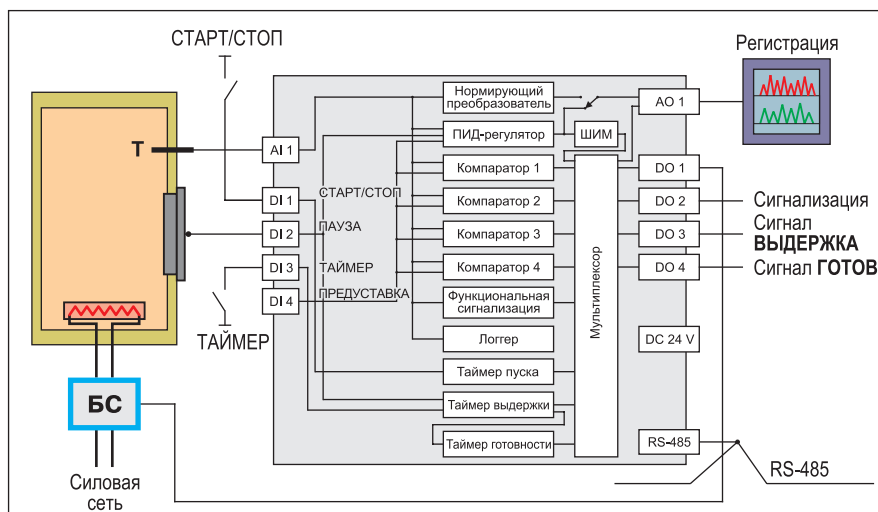 СТАРТ/СТОП
Регистрация
Нормирующий
преобразователь
АО 1
Т
AI 1
ПИД-регулятор
ШИМ
Компаратор 1
DO 1
DI 1
СТАРТ/СТОП
Компаратор 2
DO 2
Сигнализация
DI 2
ПАУЗА
Компаратор 3
DO 3
Сигнал
ВЫДЕРЖКА
DI 3
ТАЙМЕР
Компаратор 4
DO 4
Сигнал ГОТОВ
DI 4
ПРЕДУСТАВКА
Функциональная
сигнализация
Мультиплексор
ТАЙМЕР
Логгер
DC 24 V
Таймер пуска
БС
Таймер выдержки
Таймер готовности
RS-485
RS-485
Силовая
сеть